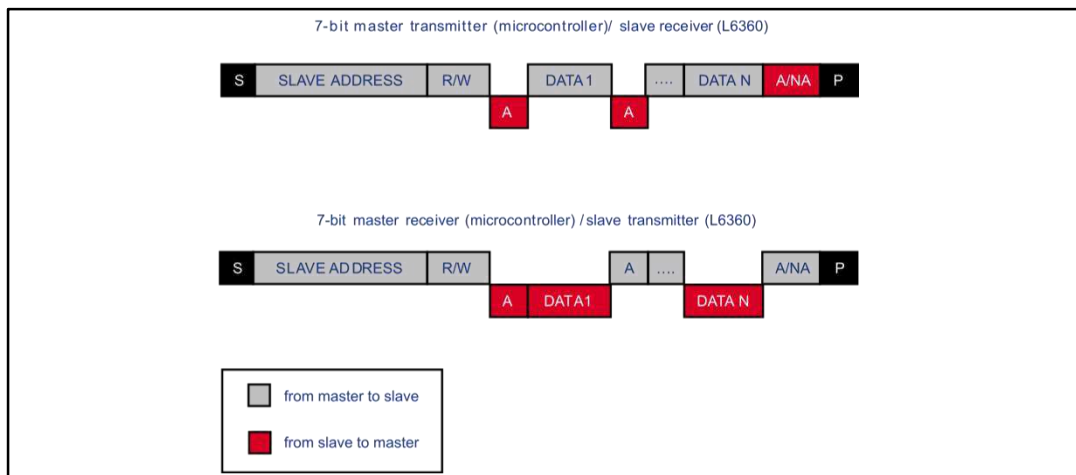 7-bit master transmitter (microcontroller)/ slave receiver (L6360)
S SLAVE ADDRESS R/W DATA 1 .... DATA N A/NA P
A A
7-bit master receiver (microcontroller) / slave transmitter (L6360)
S SLAVE ADDRESS R/W A .... A/NA P
A DATA1 DATA N
from master to slave
from slave to master